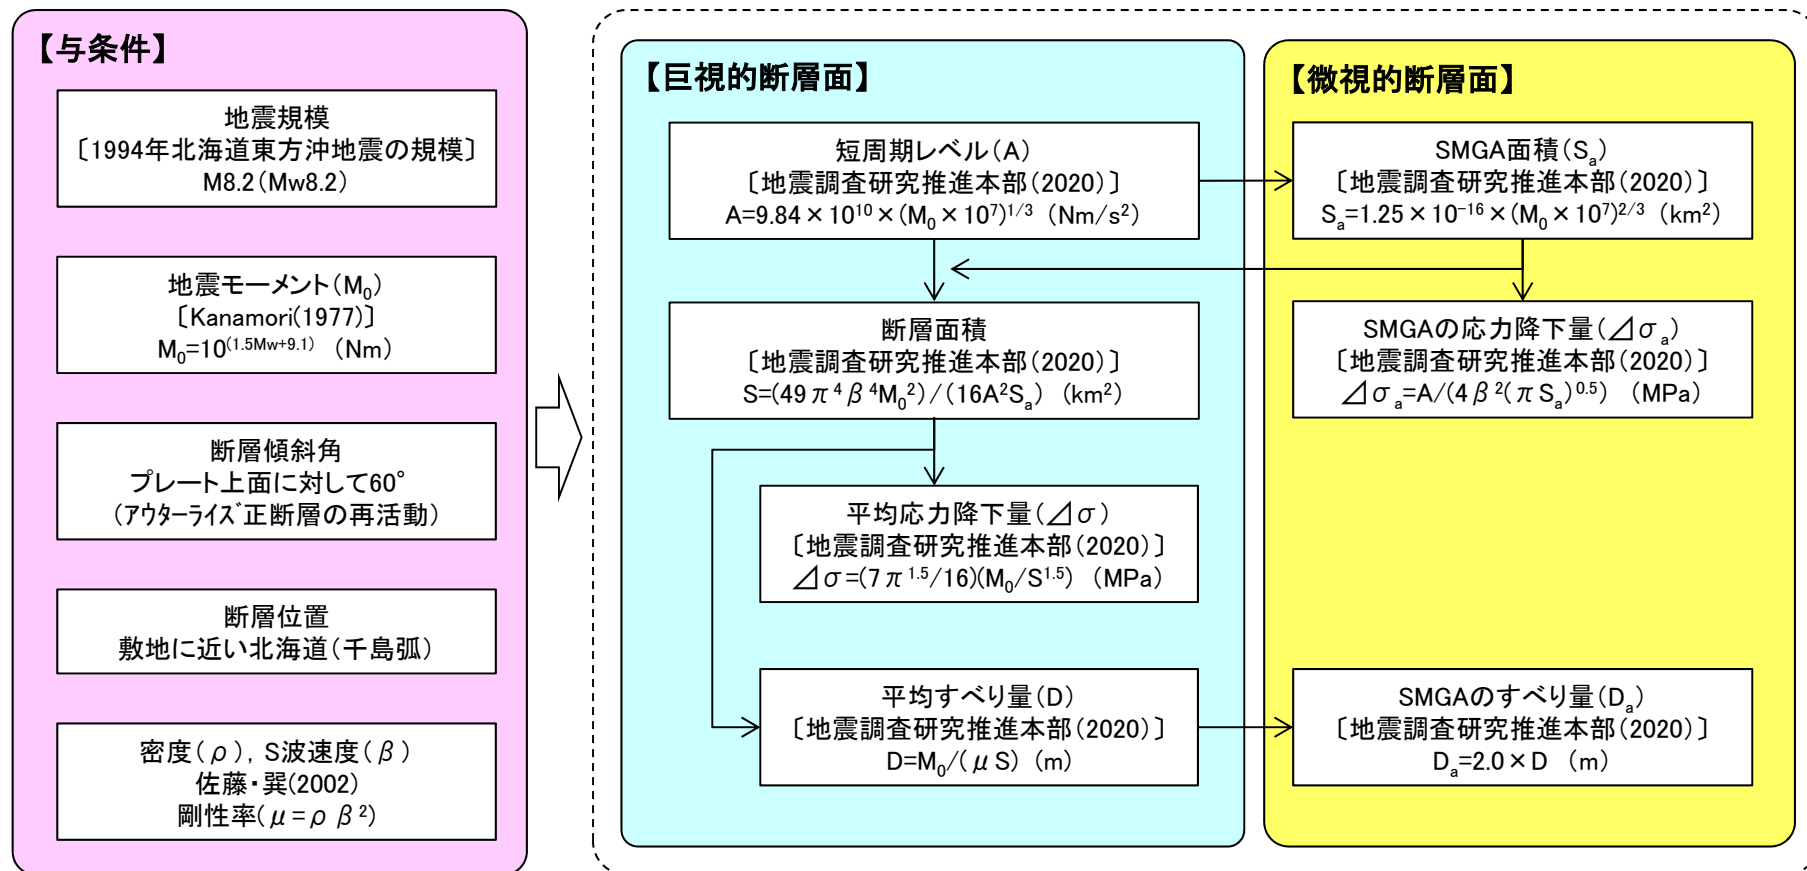 【与条件】
地震規模
〔1994年北海道東方沖地震の規模〕
M8.2(Mw8.2)
地震モーメント(M₀)
〔Kanamori(1977)〕
M₀=10^(1.5Mw+9.1) (Nm)
断層傾斜角
プレート上面に対して60°
(アウターライズ正断層の再活動)
断層位置
敷地に近い北海道(千島弧)
密度(ρ), S波速度(β)
佐藤・巽(2002)
剛性率(μ=ρβ²)
【巨視的断層面】
短周期レベル(A)
〔地震調査研究推進本部(2020)〕
A=9.84×10¹⁰×(M₀×10⁷)^1/3 (Nm/s²)
断層面積
〔地震調査研究推進本部(2020)〕
S=(49π⁴β⁴M₀²)/(16A²Sₐ) (km²)
平均応力降下量(⊿σ)
〔地震調査研究推進本部(2020)〕
⊿σ=(7π^1.5/16)(M₀/S^1.5) (MPa)
平均すべり量(D)
〔地震調査研究推進本部(2020)〕
D=M₀/(μS) (m)
【微視的断層面】
SMGA面積(Sₐ)
〔地震調査研究推進本部(2020)〕
Sₐ=1.25×10⁻¹⁶×(M₀×10⁷)^2/3 (km²)
SMGAの応力降下量(⊿σₐ)
〔地震調査研究推進本部(2020)〕
⊿σₐ=A/(4β²(πSₐ)^0.5) (MPa)
SMGAのすべり量(Dₐ)
〔地震調査研究推進本部(2020)〕
Dₐ=2.0×D (m)